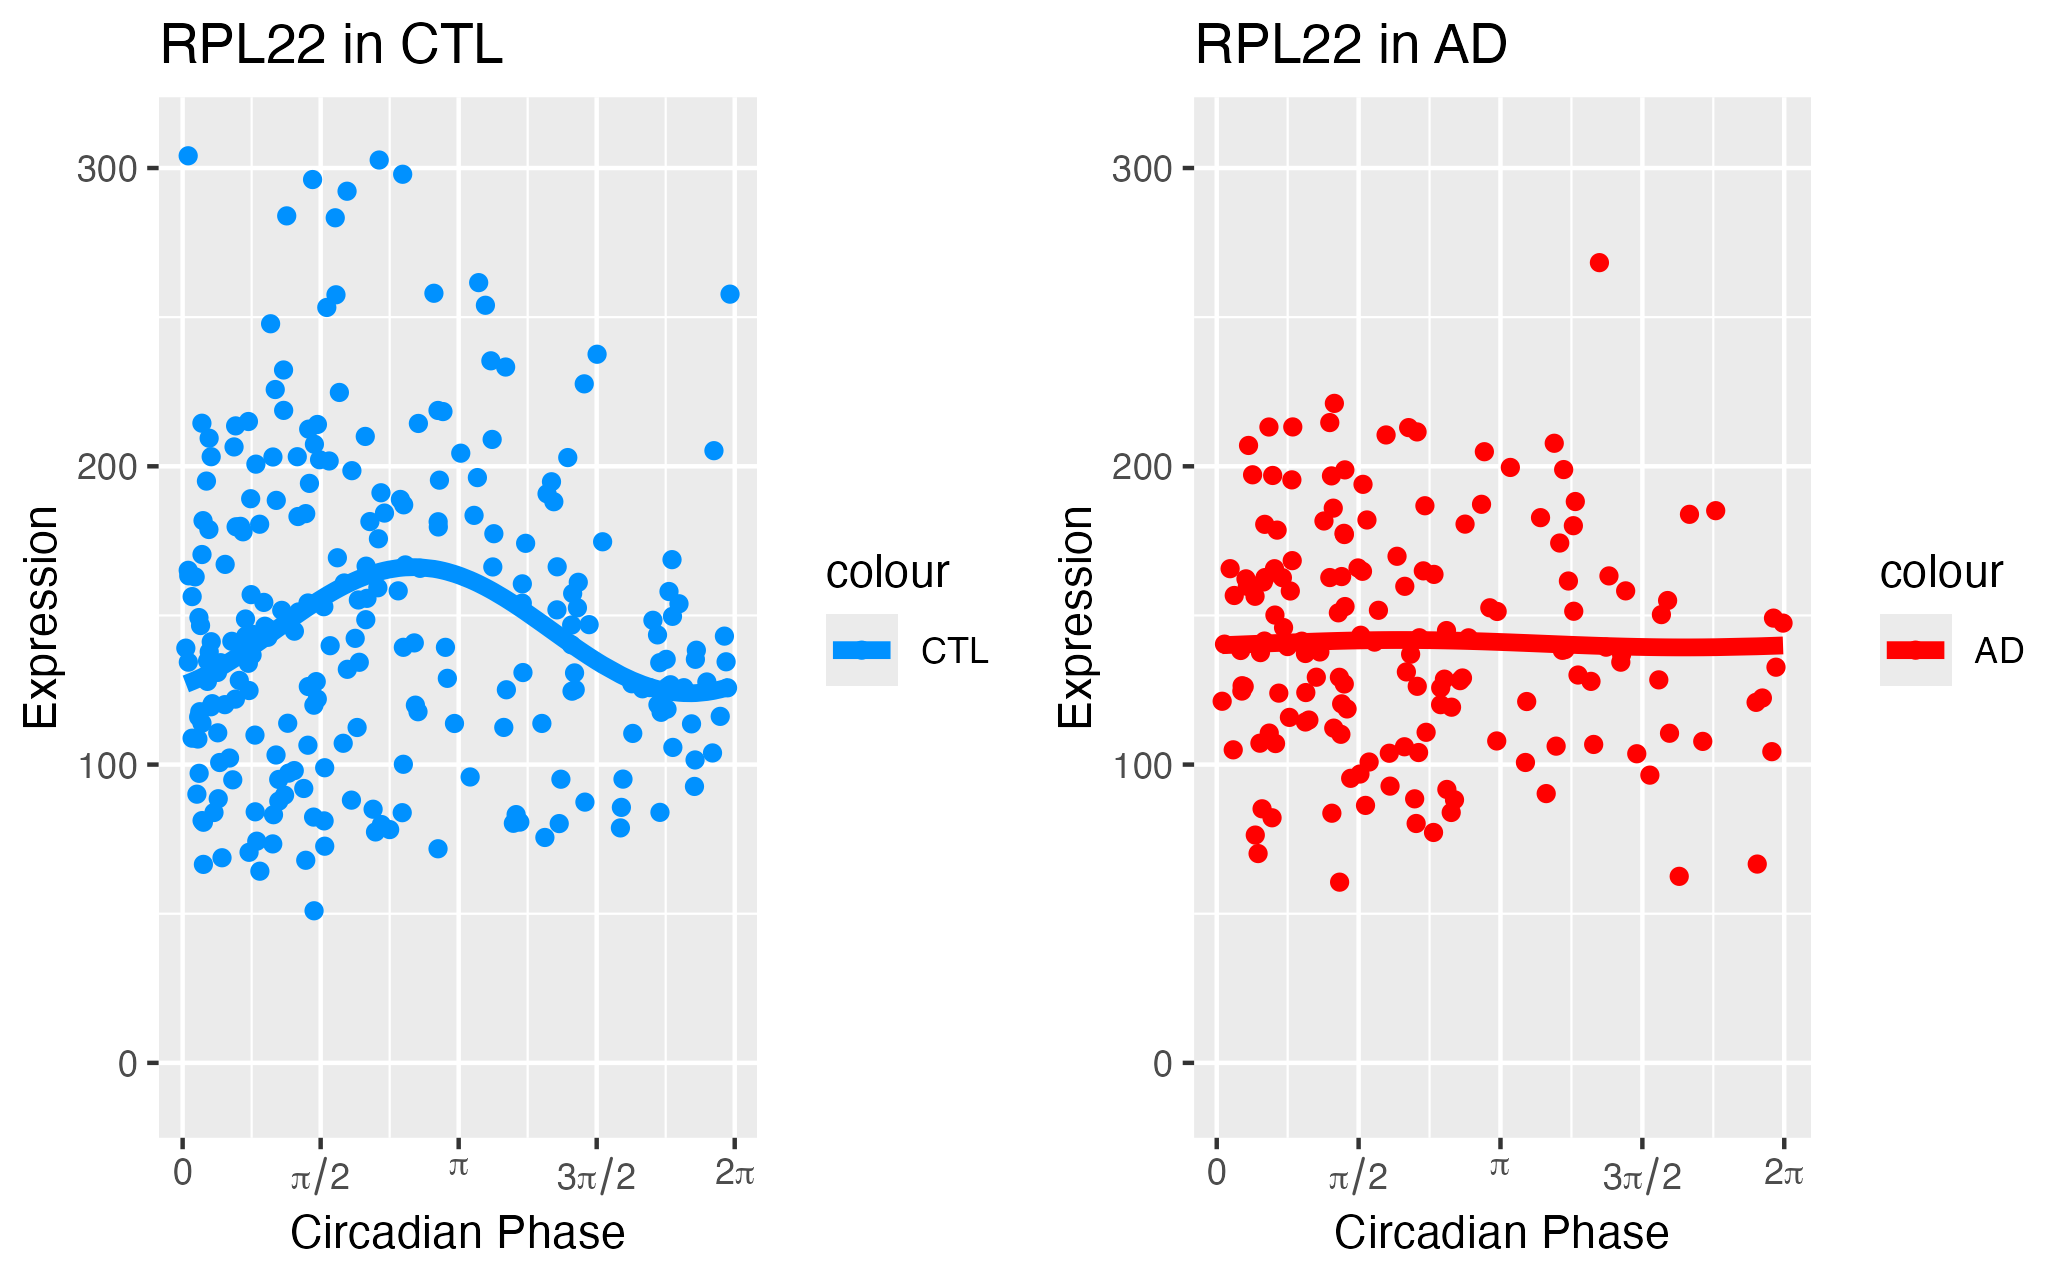 RPL22 in CTL
300
200
100
0
Expression
0 π/2 π 3π/2 2π
Circadian Phase
colour
CTL
RPL22 in AD
300
200
100
0
Expression
0 π/2 π 3π/2 2π
Circadian Phase
colour
AD